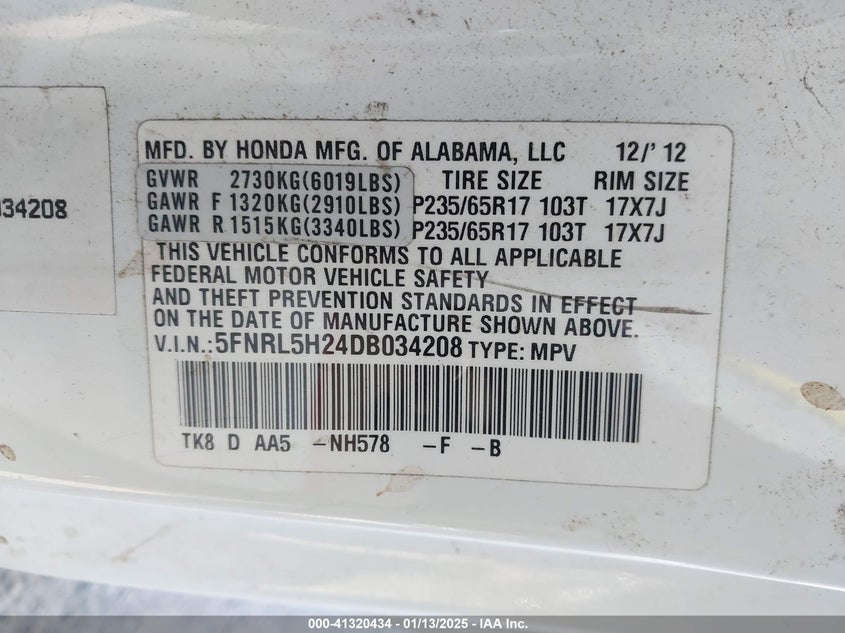 034208
MFD. BY HONDA MFG. OF ALABAMA, LLC 12/' 12
GVWR 2730KG(6019LBS) TIRE SIZE RIM SIZE
GAWR F 1320KG(2910LBS) P235/65R17 103T 17X7J
GAWR R 1515KG(3340LBS) P235/65R17 103T 17X7J
THIS VEHICLE CONFORMS TO ALL APPLICABLE
FEDERAL MOTOR VEHICLE SAFETY
AND THEFT PREVENTION STANDARDS IN EFFECT
ON THE DATE OF MANUFACTURE SHOWN ABOVE.
V.I.N.:5FNRL5H24DB034208 TYPE: MPV
TK8 D AA5 -NH578 -F -B
000-41320434 - 01/13/2025 - IAA Inc.